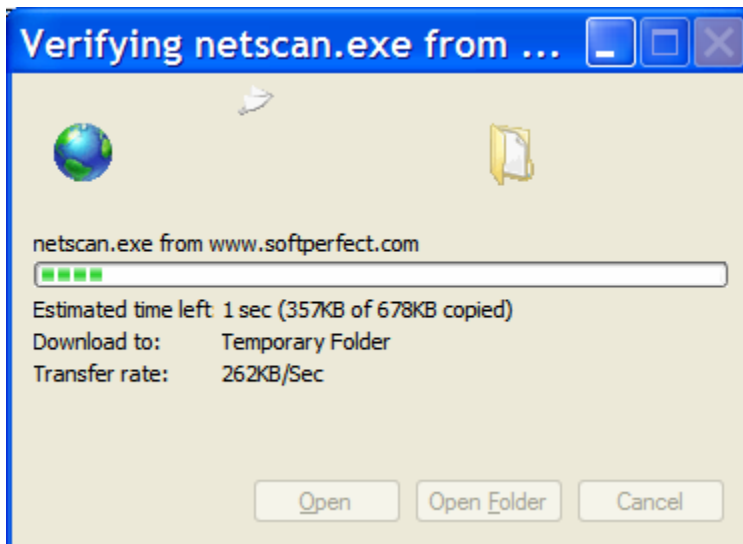 Verifying netscan.exe from ...
netscan.exe from www.softperfect.com
Estimated time left: 1 sec (357KB of 678KB copied)
Download to: Temporary Folder
Transfer rate: 262KB/Sec
Open Open Folder Cancel